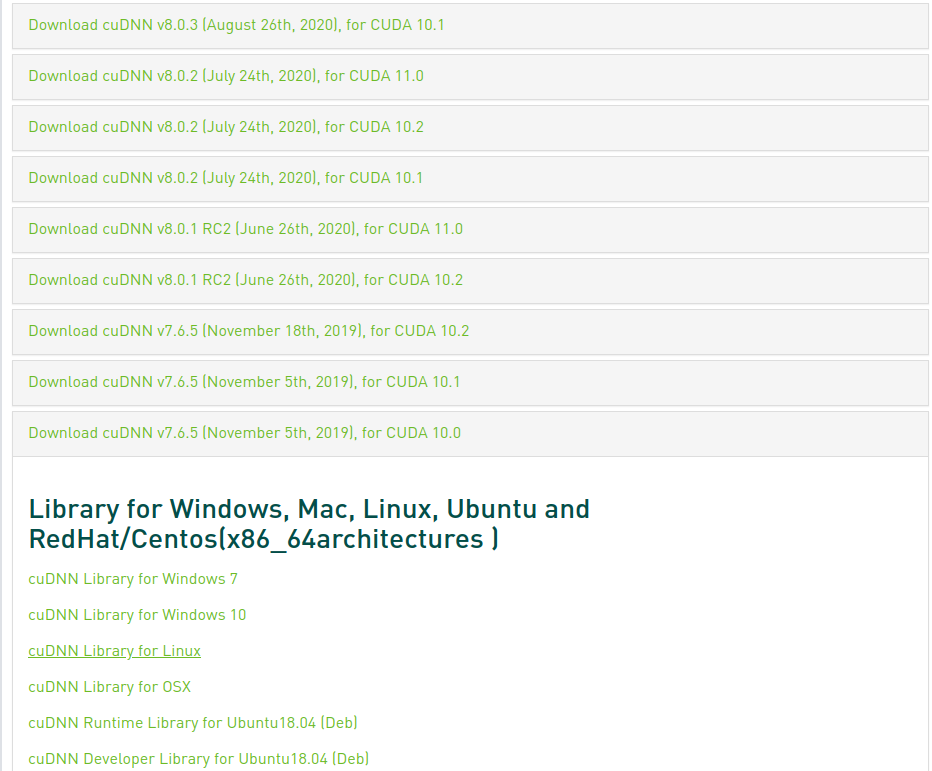 Download cuDNN v8.0.3 (August 26th, 2020), for CUDA 10.1
Download cuDNN v8.0.2 (July 24th, 2020), for CUDA 11.0
Download cuDNN v8.0.2 (July 24th, 2020), for CUDA 10.2
Download cuDNN v8.0.2 (July 24th, 2020), for CUDA 10.1
Download cuDNN v8.0.1 RC2 (June 26th, 2020), for CUDA 11.0
Download cuDNN v8.0.1 RC2 (June 26th, 2020), for CUDA 10.2
Download cuDNN v7.6.5 (November 18th, 2019), for CUDA 10.2
Download cuDNN v7.6.5 (November 5th, 2019), for CUDA 10.1
Download cuDNN v7.6.5 (November 5th, 2019), for CUDA 10.0
Library for Windows, Mac, Linux, Ubuntu and
RedHat/Centos(x86_64architectures )
cuDNN Library for Windows 7
cuDNN Library for Windows 10
cuDNN Library for Linux
cuDNN Library for OSX
cuDNN Runtime Library for Ubuntu18.04 (Deb)
cuDNN Developer Library for Ubuntu18.04 (Deb)